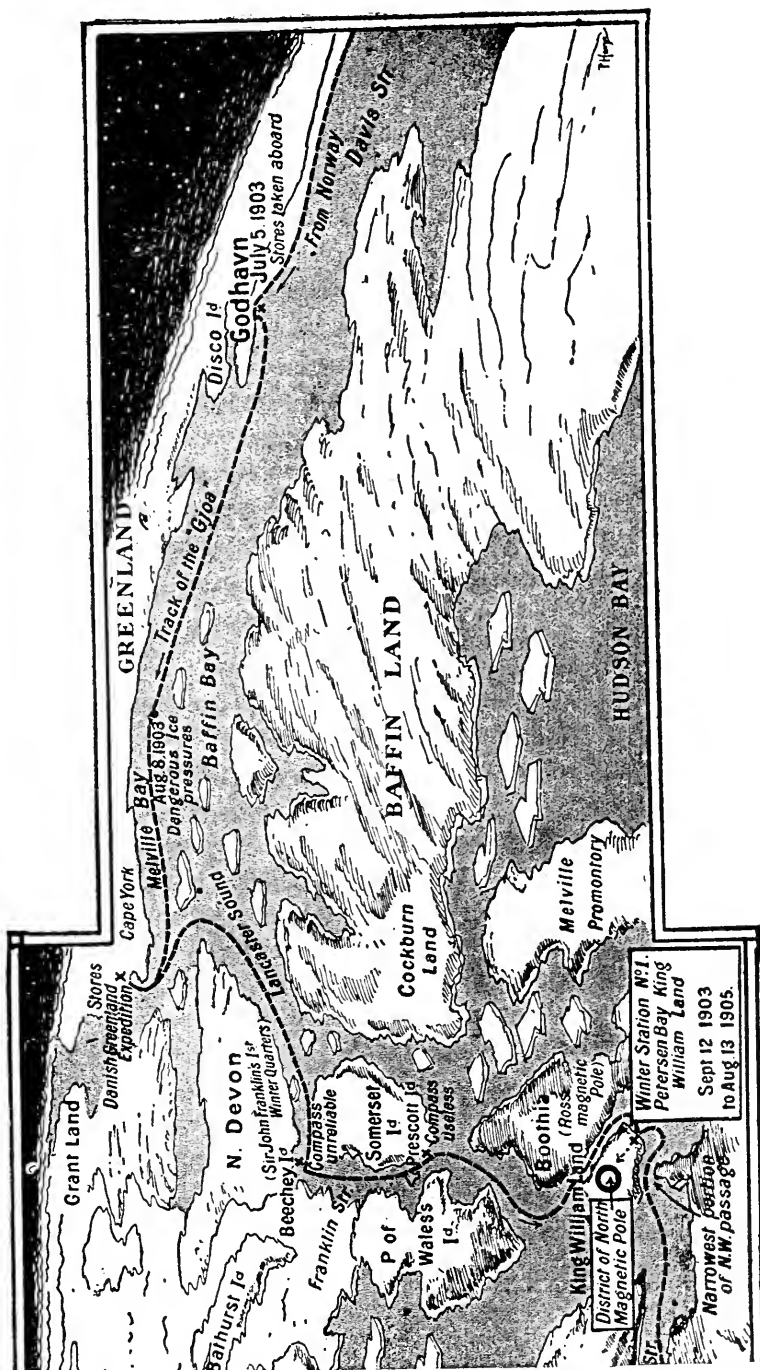 GREENLAND
Disco Id
Godhavn
July 5 1903
Stores taken aboard
From Norway
Davis Str.
Track of the "Gjoa"
Melville Bay
Aug. 8. 1903
Dangerous Ice
pressures
Baffin Bay
Cape York
Stores
Danish Greenland
Expedition
Grant Land
N. Devon
(Sir John Franklin's 1st
Winter Quarters)
Lancaster Sound
Beechey Id
BAFFIN LAND
HUDSON BAY
Cockburn
Land
Melville
Promontory
Compass
unreliable
Somerset
Id
Prescott Id
Compass
useless
Bathurst Id
Franklin Str.
P of
Waless
Id
Boothia
(Ross
magnetic
Pole)
King William Land
District of North
Magnetic Pole
Winter Station No 1.
Petersen Bay King
William Land
Sept 12 1903
to Aug. 13 1905.
Narrowest portion
of N.W. passage
Str.